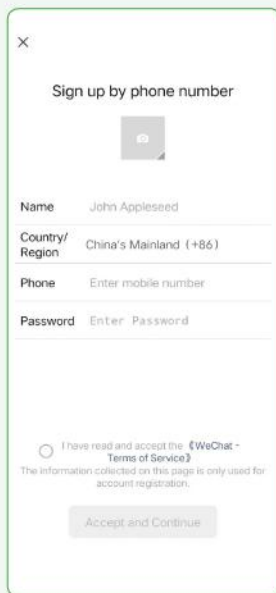 Sign up by phone number
Name John Appleseed
Country/
Region China's Mainland (+86)
Phone Enter mobile number
Password Enter Password
I have read and accept the 《WeChat -
Terms of Service》
The information collected on this page is only used for
account registration.
Accept and Continue